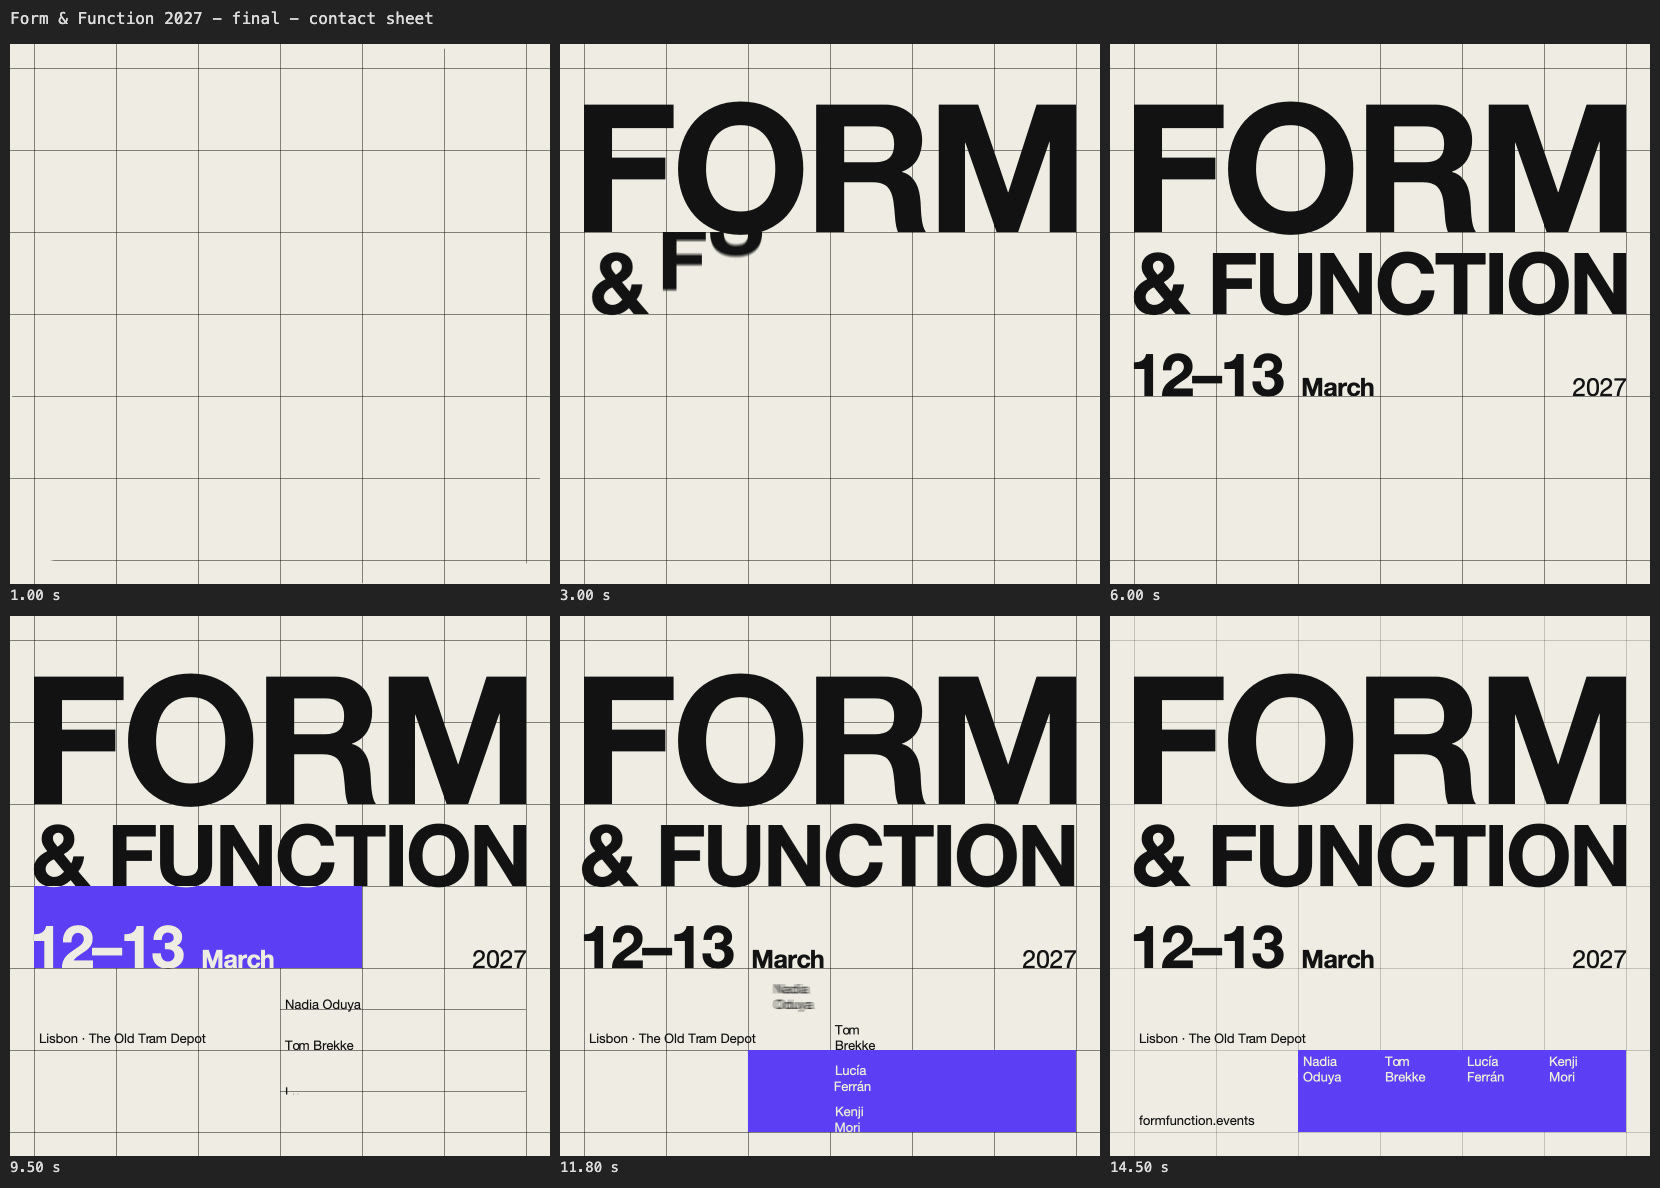 Form & Function 2027 — final — contact sheet
FORM
& F
1.00 s
3.00 s
FORM
& FUNCTION
12–13 March 2027
6.00 s
FORM
& FUNCTION
12–13 March 2027
Nadia Oduya
Lisbon · The Old Tram Depot
Tom Brekke
9.50 s
FORM
& FUNCTION
12–13 March 2027
Nadia
Oduya
Tom
Lisbon · The Old Tram Depot
Brekke
Lucía
Ferrán
Kenji
Mori
11.80 s
FORM
& FUNCTION
12–13 March 2027
Lisbon · The Old Tram Depot
Nadia Tom Lucía Kenji
Oduya Brekke Ferrán Mori
formfunction.events
14.50 s